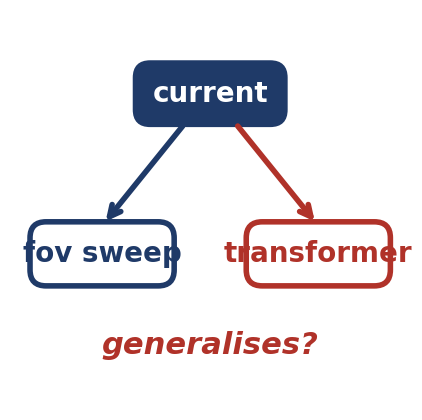 current
fov sweep
transformer
generalises?